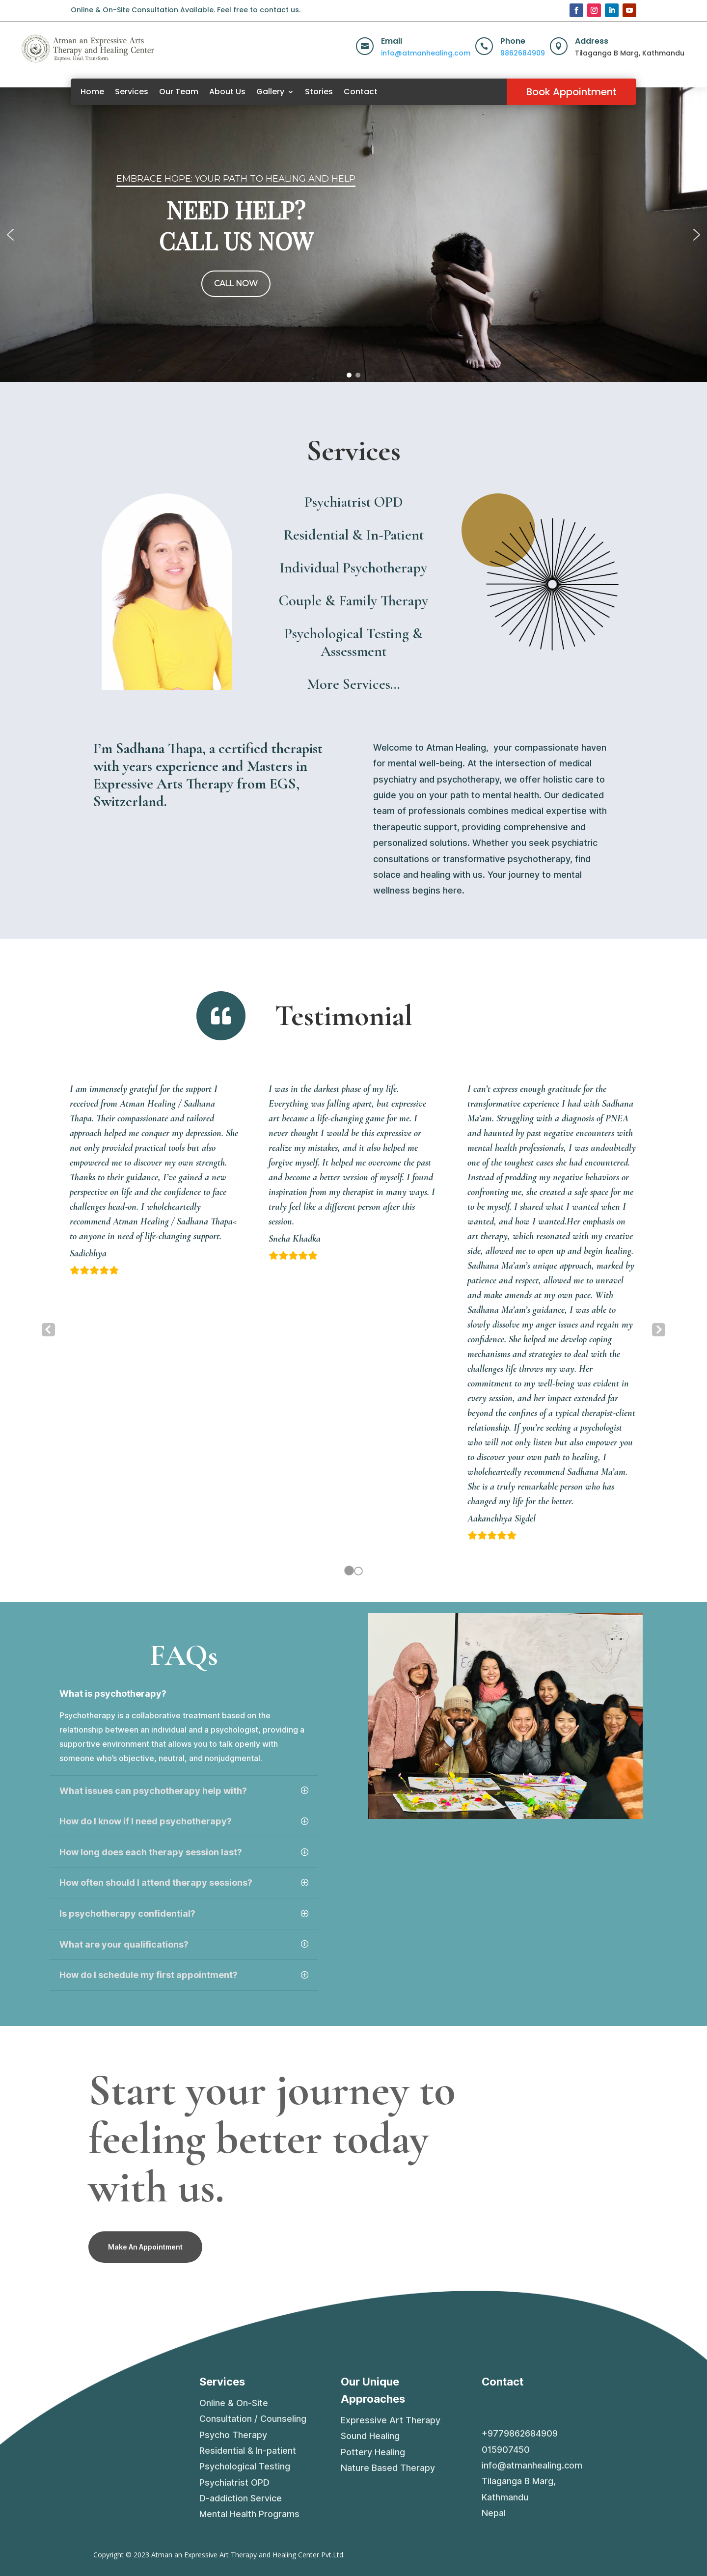 Online & On-Site Consultation Available. Feel free to contact us.
Atman an Expressive Arts
Therapy and Healing Center
Express. Heal. Transform.
Email
info@atmanhealing.com
Phone
9862684909
Address
Tilaganga B Marg, Kathmandu
Home Services Our Team About Us Gallery Stories Contact
Book Appointment
EMBRACE HOPE: YOUR PATH TO HEALING AND HELP
NEED HELP?
CALL US NOW
CALL NOW
Services
Psychiatrist OPD
Residential & In-Patient
Individual Psychotherapy
Couple & Family Therapy
Psychological Testing &
Assessment
More Services...
I'm Sadhana Thapa, a certified therapist
with years experience and Masters in
Expressive Arts Therapy from EGS,
Switzerland.
Welcome to Atman Healing, your compassionate haven
for mental well-being. At the intersection of medical
psychiatry and psychotherapy, we offer holistic care to
guide you on your path to mental health. Our dedicated
team of professionals combines medical expertise with
therapeutic support, providing comprehensive and
personalized solutions. Whether you seek psychiatric
consultations or transformative psychotherapy, find
solace and healing with us. Your journey to mental
wellness begins here.
Testimonial
I am immensely grateful for the support I
received from Atman Healing / Sadhana
Thapa. Their compassionate and tailored
approach helped me conquer my depression. She
not only provided practical tools but also
empowered me to discover my own strength.
Thanks to their guidance, I've gained a new
perspective on life and the confidence to face
challenges head-on. I wholeheartedly
recommend Atman Healing / Sadhana Thapa<
to anyone in need of life-changing support.
Sadichhya
I was in the darkest phase of my life.
Everything was falling apart, but expressive
art became a life-changing game for me. I
never thought I would be this expressive or
realize my mistakes, and it also helped me
forgive myself. It helped me overcome the past
and become a better version of myself. I found
inspiration from my therapist in many ways. I
truly feel like a different person after this
session.
Sneha Khadka
I can't express enough gratitude for the
transformative experience I had with Sadhana
Ma'am. Struggling with a diagnosis of PNEA
and haunted by past negative encounters with
mental health professionals, I was undoubtedly
one of the toughest cases she had encountered.
Instead of prodding my negative behaviors or
confronting me, she created a safe space for me
to be myself. I shared what I wanted when I
wanted, and how I wanted.Her emphasis on
art therapy, which resonated with my creative
side, allowed me to open up and begin healing.
Sadhana Ma'am's unique approach, marked by
patience and respect, allowed me to unravel
and make amends at my own pace. With
Sadhana Ma'am's guidance, I was able to
slowly dissolve my anger issues and regain my
confidence. She helped me develop coping
mechanisms and strategies to deal with the
challenges life throws my way. Her
commitment to my well-being was evident in
every session, and her impact extended far
beyond the confines of a typical therapist-client
relationship. If you're seeking a psychologist
who will not only listen but also empower you
to discover your own path to healing, I
wholeheartedly recommend Sadhana Ma'am.
She is a truly remarkable person who has
changed my life for the better.
Aakanchhya Sigdel
FAQs
What is psychotherapy?
Psychotherapy is a collaborative treatment based on the
relationship between an individual and a psychologist, providing a
supportive environment that allows you to talk openly with
someone who's objective, neutral, and nonjudgmental.
What issues can psychotherapy help with?
How do I know if I need psychotherapy?
How long does each therapy session last?
How often should I attend therapy sessions?
Is psychotherapy confidential?
What are your qualifications?
How do I schedule my first appointment?
Start your journey to
feeling better today
with us.
Make An Appointment
Services
Online & On-Site
Consultation / Counseling
Psycho Therapy
Residential & In-patient
Psychological Testing
Psychiatrist OPD
D-addiction Service
Mental Health Programs
Our Unique
Approaches
Expressive Art Therapy
Sound Healing
Pottery Healing
Nature Based Therapy
Contact
+9779862684909
015907450
info@atmanhealing.com
Tilaganga B Marg,
Kathmandu
Nepal
Copyright © 2023 Atman an Expressive Art Therapy and Healing Center Pvt.Ltd.